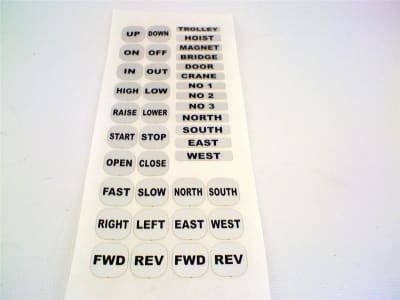 UP DOWN TROLLEY
HOIST
ON OFF MAGNET
BRIDGE
IN OUT DOOR
CRANE
HIGH LOW NO 1
NO 2
RAISE LOWER NO 3
NORTH
START STOP SOUTH
EAST
OPEN CLOSE WEST
FAST SLOW NORTH SOUTH
RIGHT LEFT EAST WEST
FWD REV FWD REV